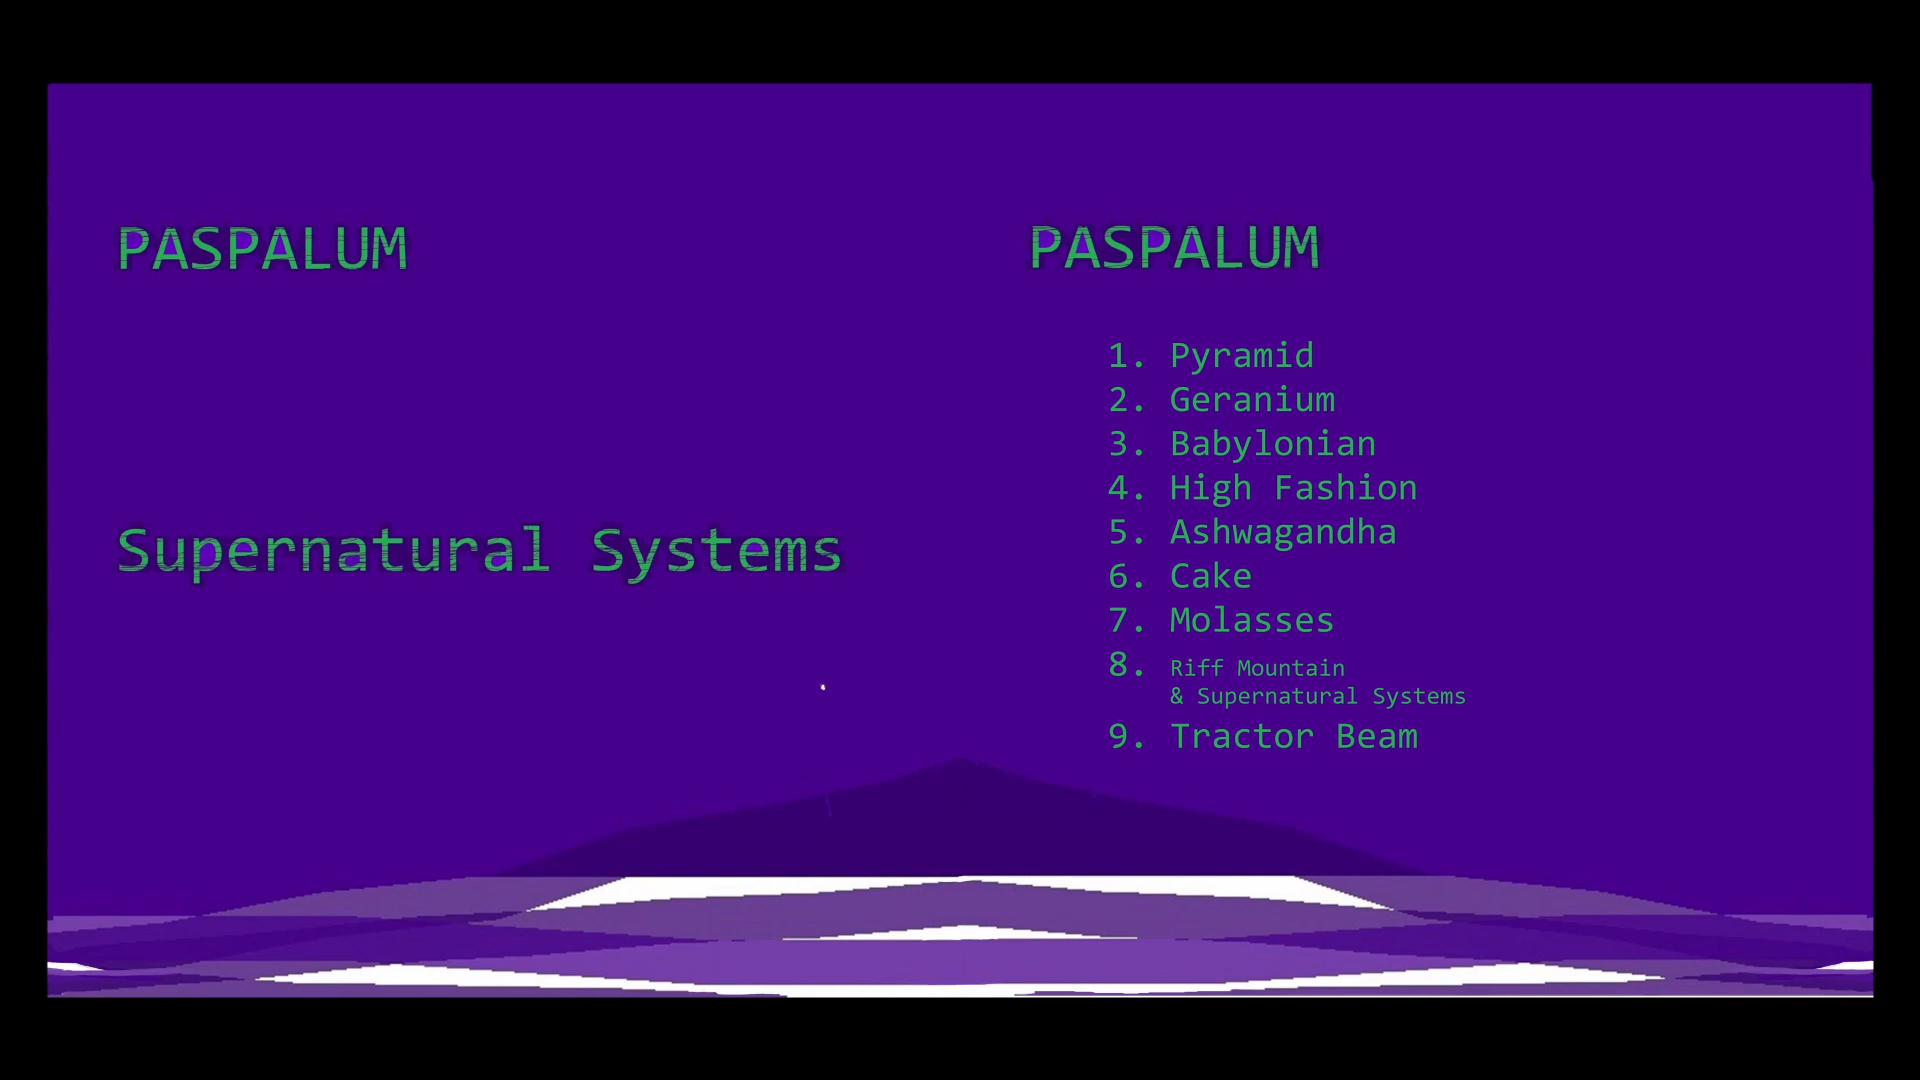 PASPALUM
Supernatural Systems
PASPALUM
1. Pyramid
2. Geranium
3. Babylonian
4. High Fashion
5. Ashwagandha
6. Cake
7. Molasses
8. Riff Mountain
& Supernatural Systems
9. Tractor Beam